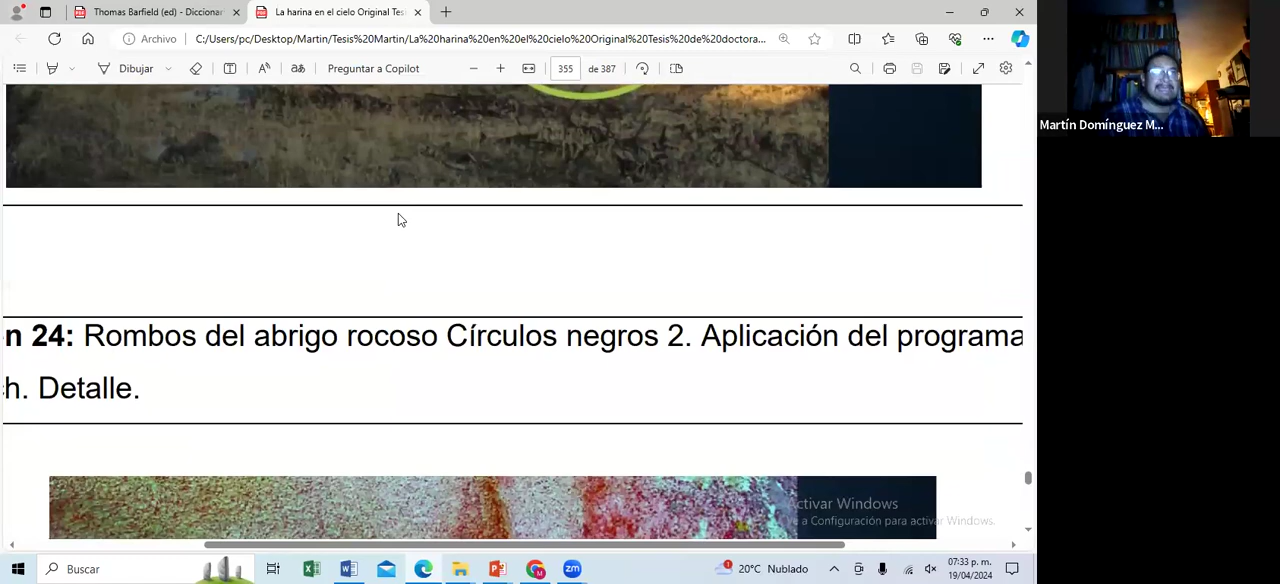 Thomas Barfield (ed) - Diccionar
La harina en el cielo Original Tes
Archivo
C:/Users/pc/Desktop/Martin/Tesis%20Martin/La%20harina%20en%20el%20cielo%20Original%20Tesis%20de%20doctora...
Dibujar
Preguntar a Copilot
355
de 387
Martín Domínguez M...
n 24: Rombos del abrigo rocoso Círculos negros 2. Aplicación del programa
h. Detalle.
Activar Windows
Ve a Configuración para activar Windows.
Buscar
20°C Nublado
07:33 p. m.
19/04/2024